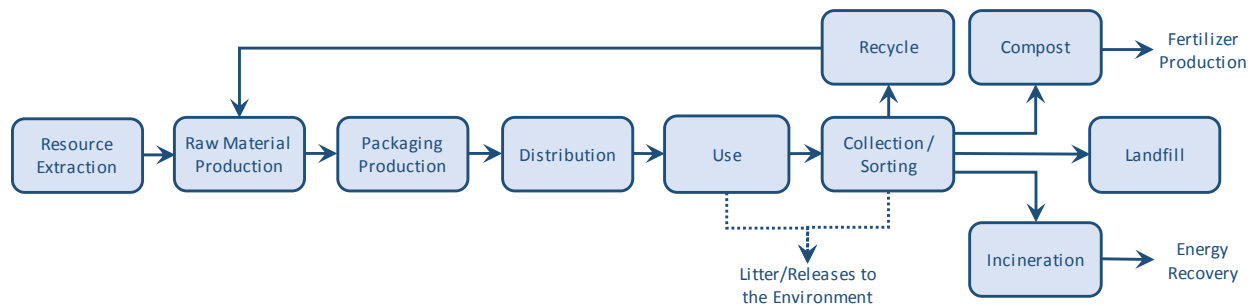 Recycle
Compost
Fertilizer
Production
Resource
Extraction
Raw Material
Production
Packaging
Production
Distribution
Use
Collection /
Sorting
Landfill
Incineration
Energy
Recovery
Litter/Releases to
the Environment